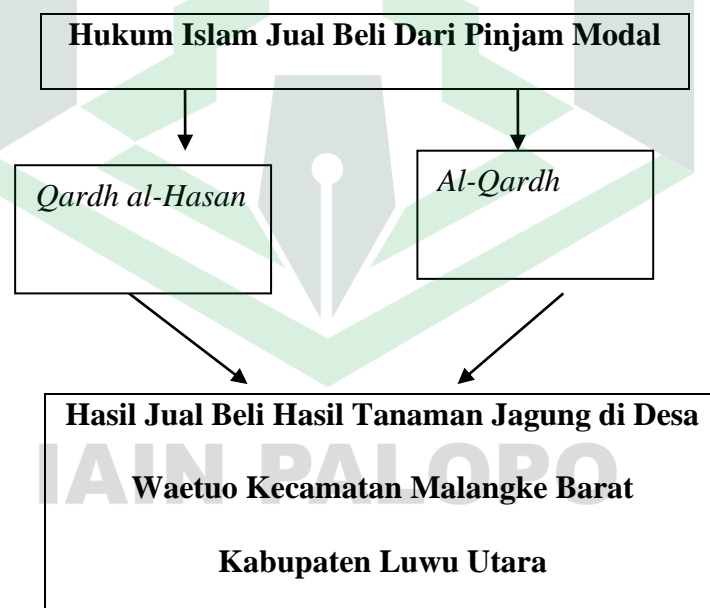 Hukum Islam Jual Beli Dari Pinjam Modal
Qardh al-Hasan
Al-Qardh
Hasil Jual Beli Hasil Tanaman Jagung di Desa
Waetuo Kecamatan Malangke Barat
IAIN PALOPO
Kabupaten Luwu Utara